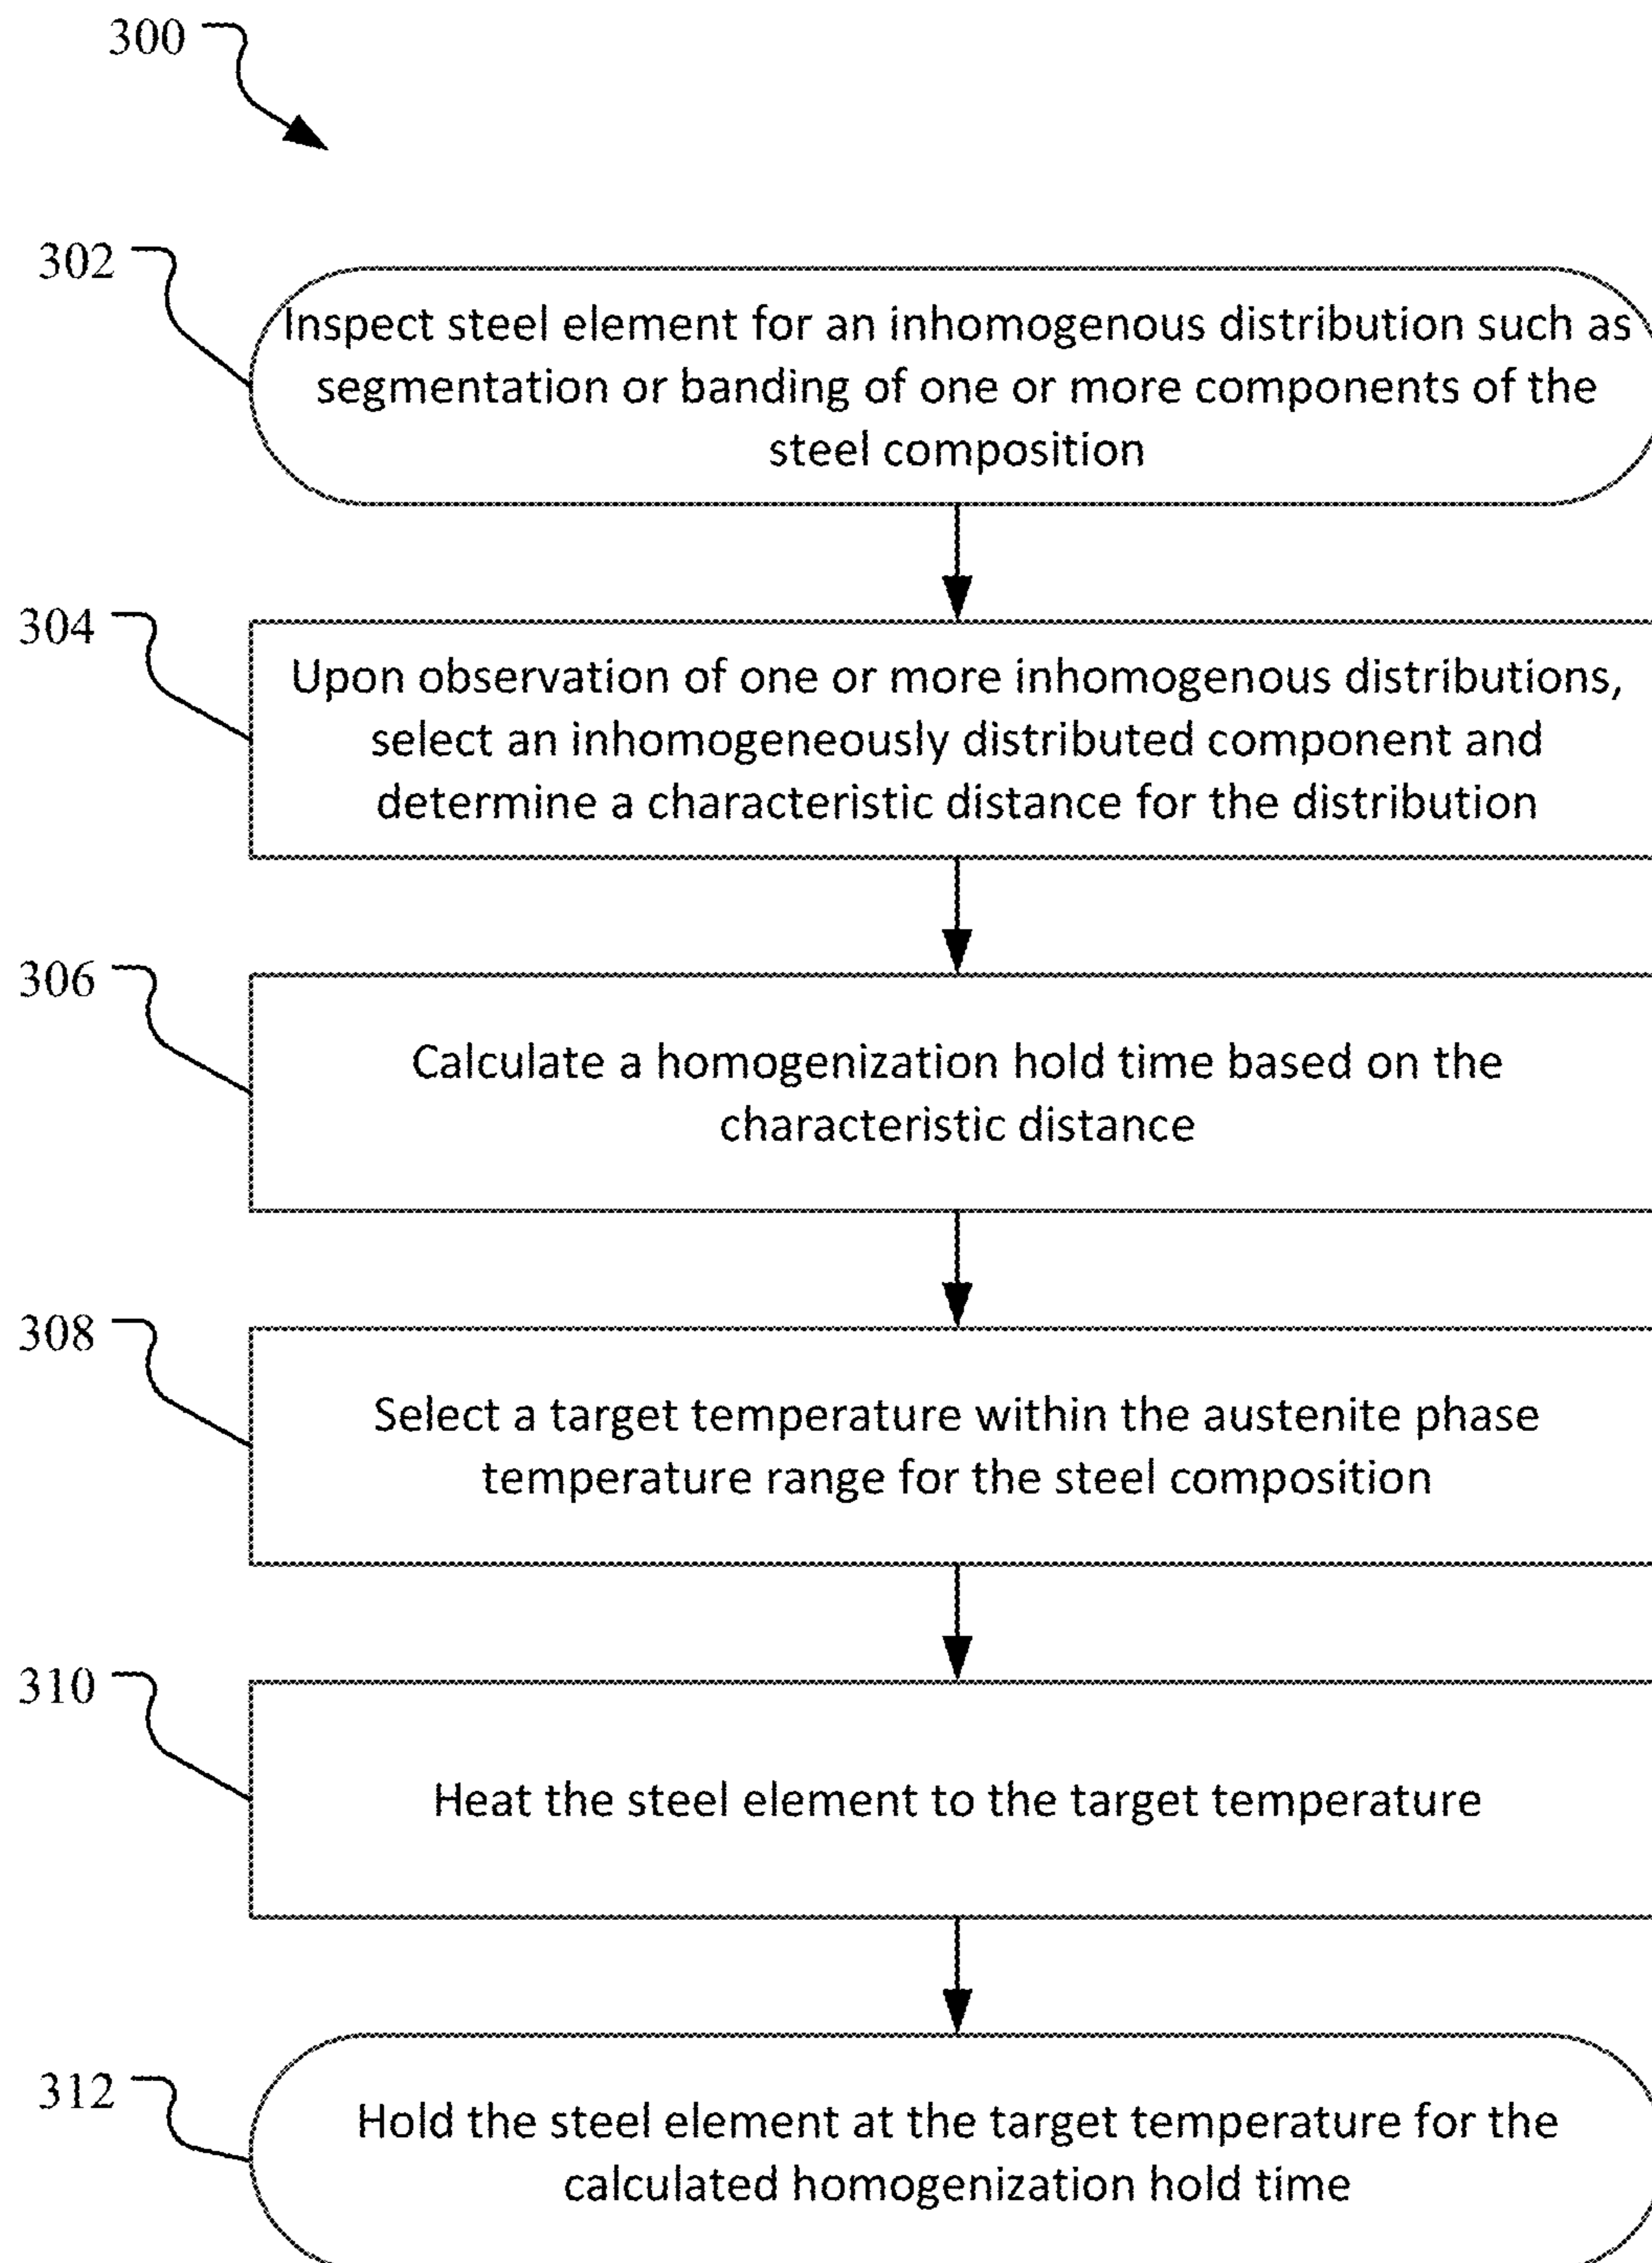 300
302
Inspect steel element for an inhomogenous distribution such as
segmentation or banding of one or more components of the
steel composition
304
Upon observation of one or more inhomogenous distributions,
select an inhomogeneously distributed component and
determine a characteristic distance for the distribution
306
Calculate a homogenization hold time based on the
characteristic distance
308
Select a target temperature within the austenite phase
temperature range for the steel composition
310
Heat the steel element to the target temperature
312
Hold the steel element at the target temperature for the
calculated homogenization hold time